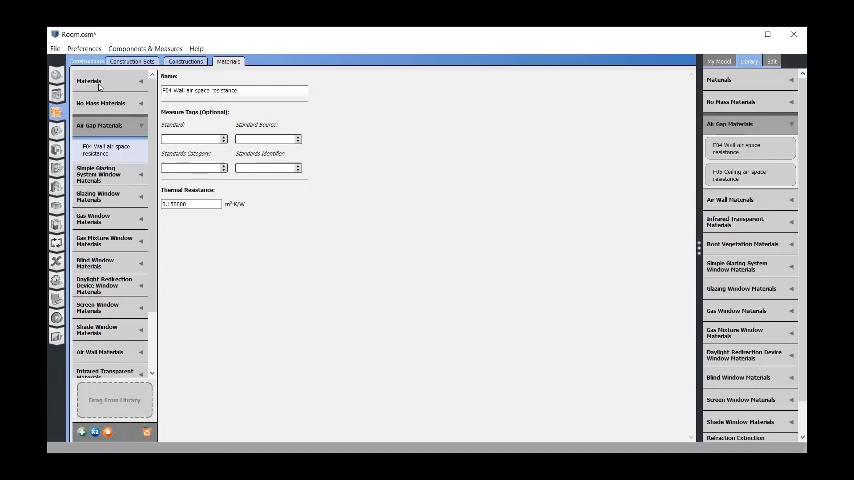 Room.osm*
File Preferences Components & Measures Help
Constructions Construction Sets Constructions Materials
My Model Library Edit
Materials
No Mass Materials
Air Gap Materials
F04 Wall air space
resistance
Simple Glazing
System Window
Materials
Glazing Window
Materials
Gas Window
Materials
Gas Mixture Window
Materials
Blind Window
Materials
Daylight Redirection
Device Window
Materials
Screen Window
Materials
Shade Window
Materials
Air Wall Materials
Infrared Transparent
Materials
Drag From Library
Name:
F04 Wall air space resistance
Measure Tags (Optional):
Standard: Standard Source:
Standards Category: Standards Identifier:
Thermal Resistance:
0.150000 m²·K/W
Materials
No Mass Materials
Air Gap Materials
F04 Wall air space
resistance
F05 Ceiling air space
resistance
Air Wall Materials
Infrared Transparent
Materials
Root Vegetation Materials
Simple Glazing System
Window Materials
Glazing Window Materials
Gas Window Materials
Gas Mixture Window
Materials
Daylight Redirection Device
Window Materials
Blind Window Materials
Screen Window Materials
Shade Window Materials
Refraction Extinction